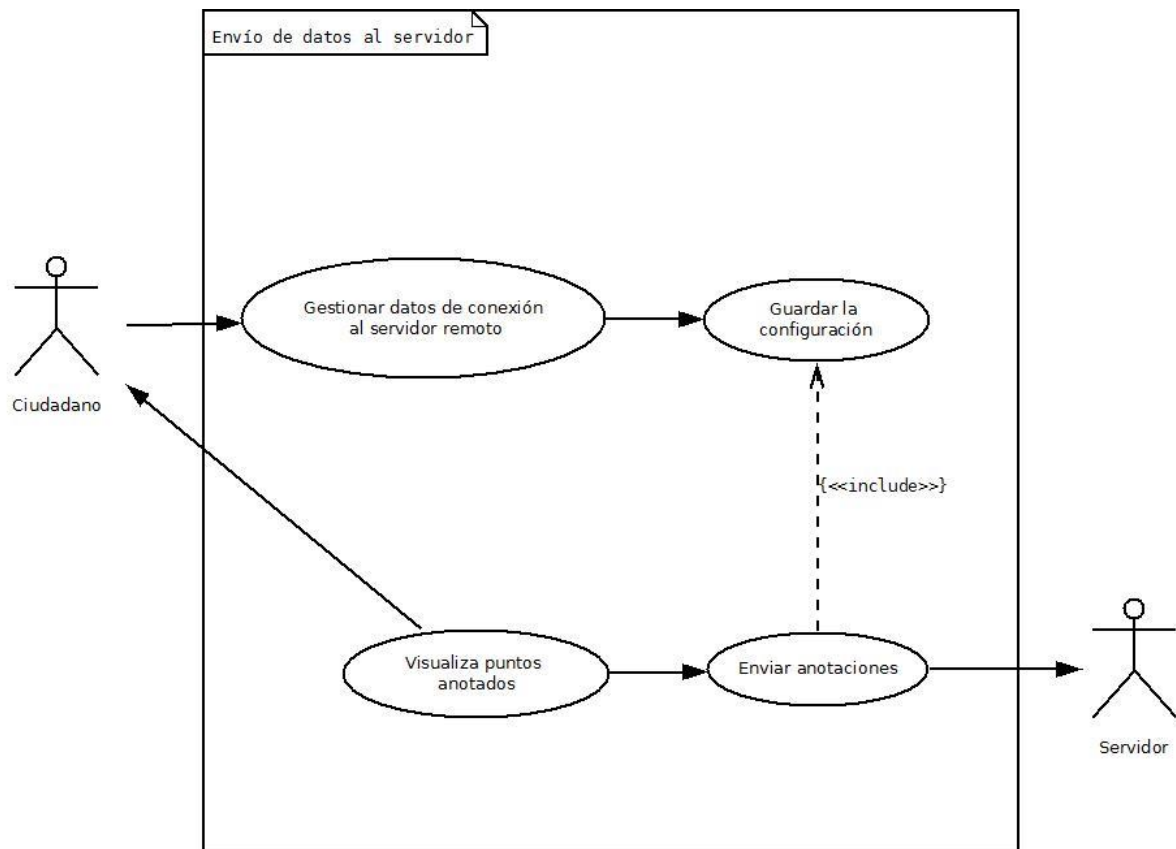 Envío de datos al servidor
Gestionar datos de conexión
al servidor remoto
Guardar la
configuración
Ciudadano
{<<include>>}
Visualiza puntos
anotados
Enviar anotaciones
Servidor